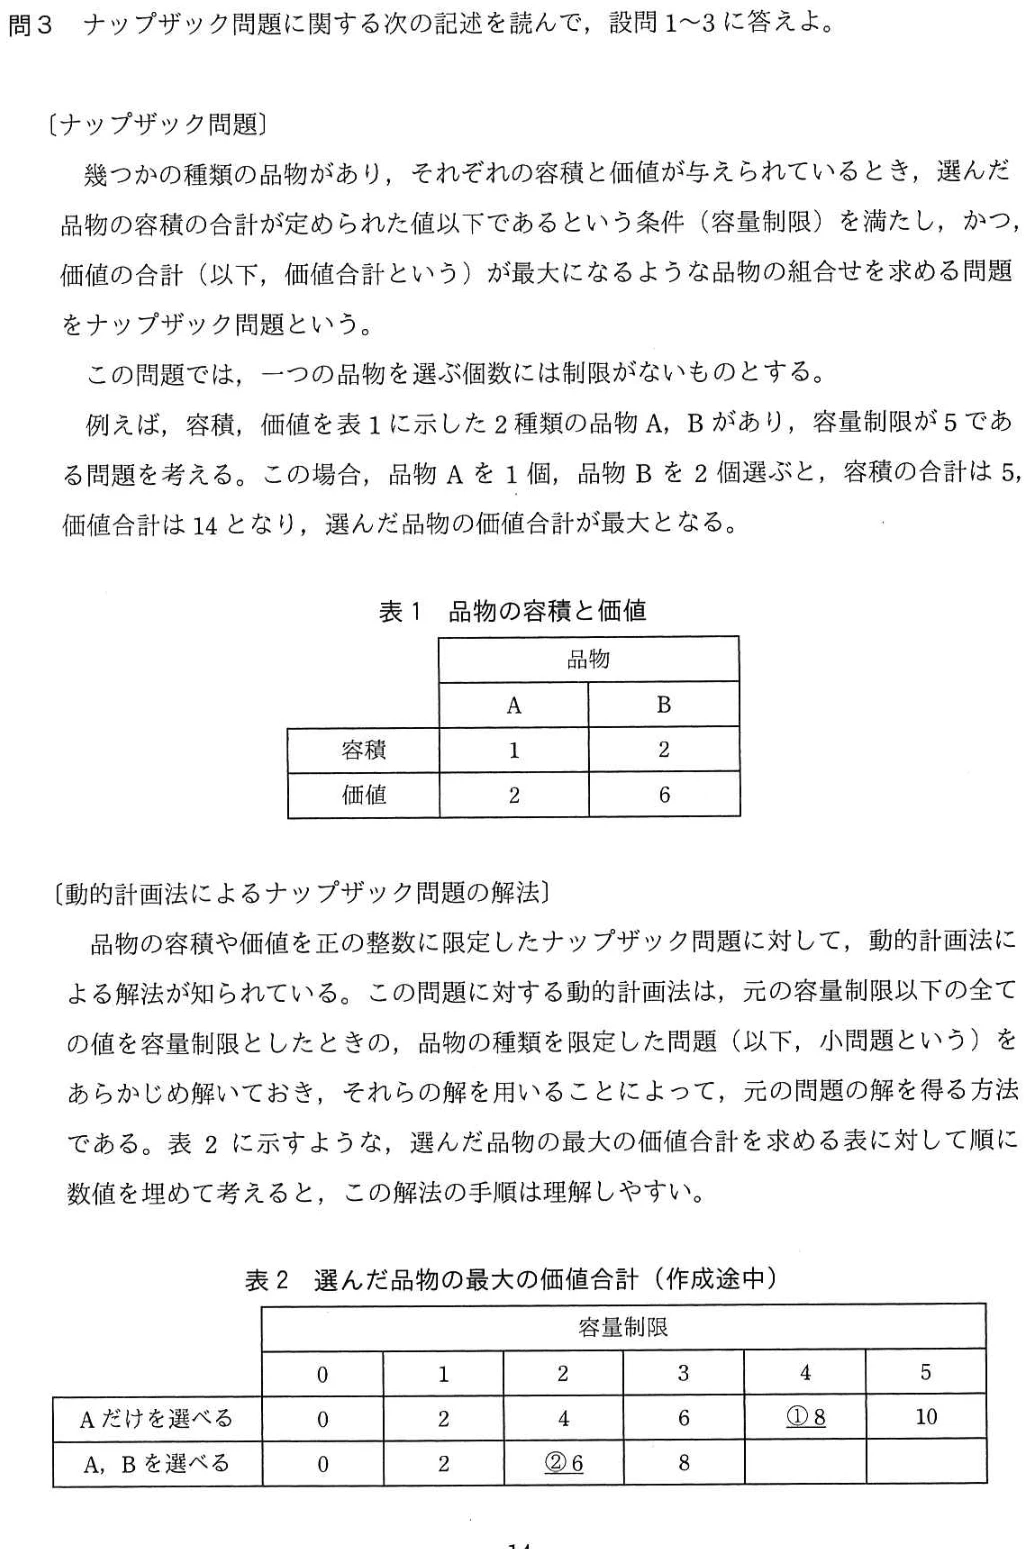 問3　ナップザック問題に関する次の記述を読んで，設問1～3に答えよ。
〔ナップザック問題〕
幾つかの種類の品物があり，それぞれの容積と価値が与えられているとき，選んだ
品物の容積の合計が定められた値以下であるという条件（容量制限）を満たし，かつ，
価値の合計（以下，価値合計という）が最大になるような品物の組合せを求める問題
をナップザック問題という。
この問題では，一つの品物を選ぶ個数には制限がないものとする。
例えば，容積，価値を表1に示した2種類の品物A，Bがあり，容量制限が5であ
る問題を考える。この場合，品物Aを1個，品物Bを2個選ぶと，容積の合計は5，
価値合計は14となり，選んだ品物の価値合計が最大となる。
表1　品物の容積と価値
品物
A B
容積 1 2
価値 2 6
〔動的計画法によるナップザック問題の解法〕
品物の容積や価値を正の整数に限定したナップザック問題に対して，動的計画法に
よる解法が知られている。この問題に対する動的計画法は，元の容量制限以下の全て
の値を容量制限としたときの，品物の種類を限定した問題（以下，小問題という）を
あらかじめ解いておき，それらの解を用いることによって，元の問題の解を得る方法
である。表2に示すような，選んだ品物の最大の価値合計を求める表に対して順に
数値を埋めて考えると，この解法の手順は理解しやすい。
表2　選んだ品物の最大の価値合計（作成途中）
容量制限
0 1 2 3 4 5
Aだけを選べる 0 2 4 6 ①8 10
A，Bを選べる 0 2 ②6 8